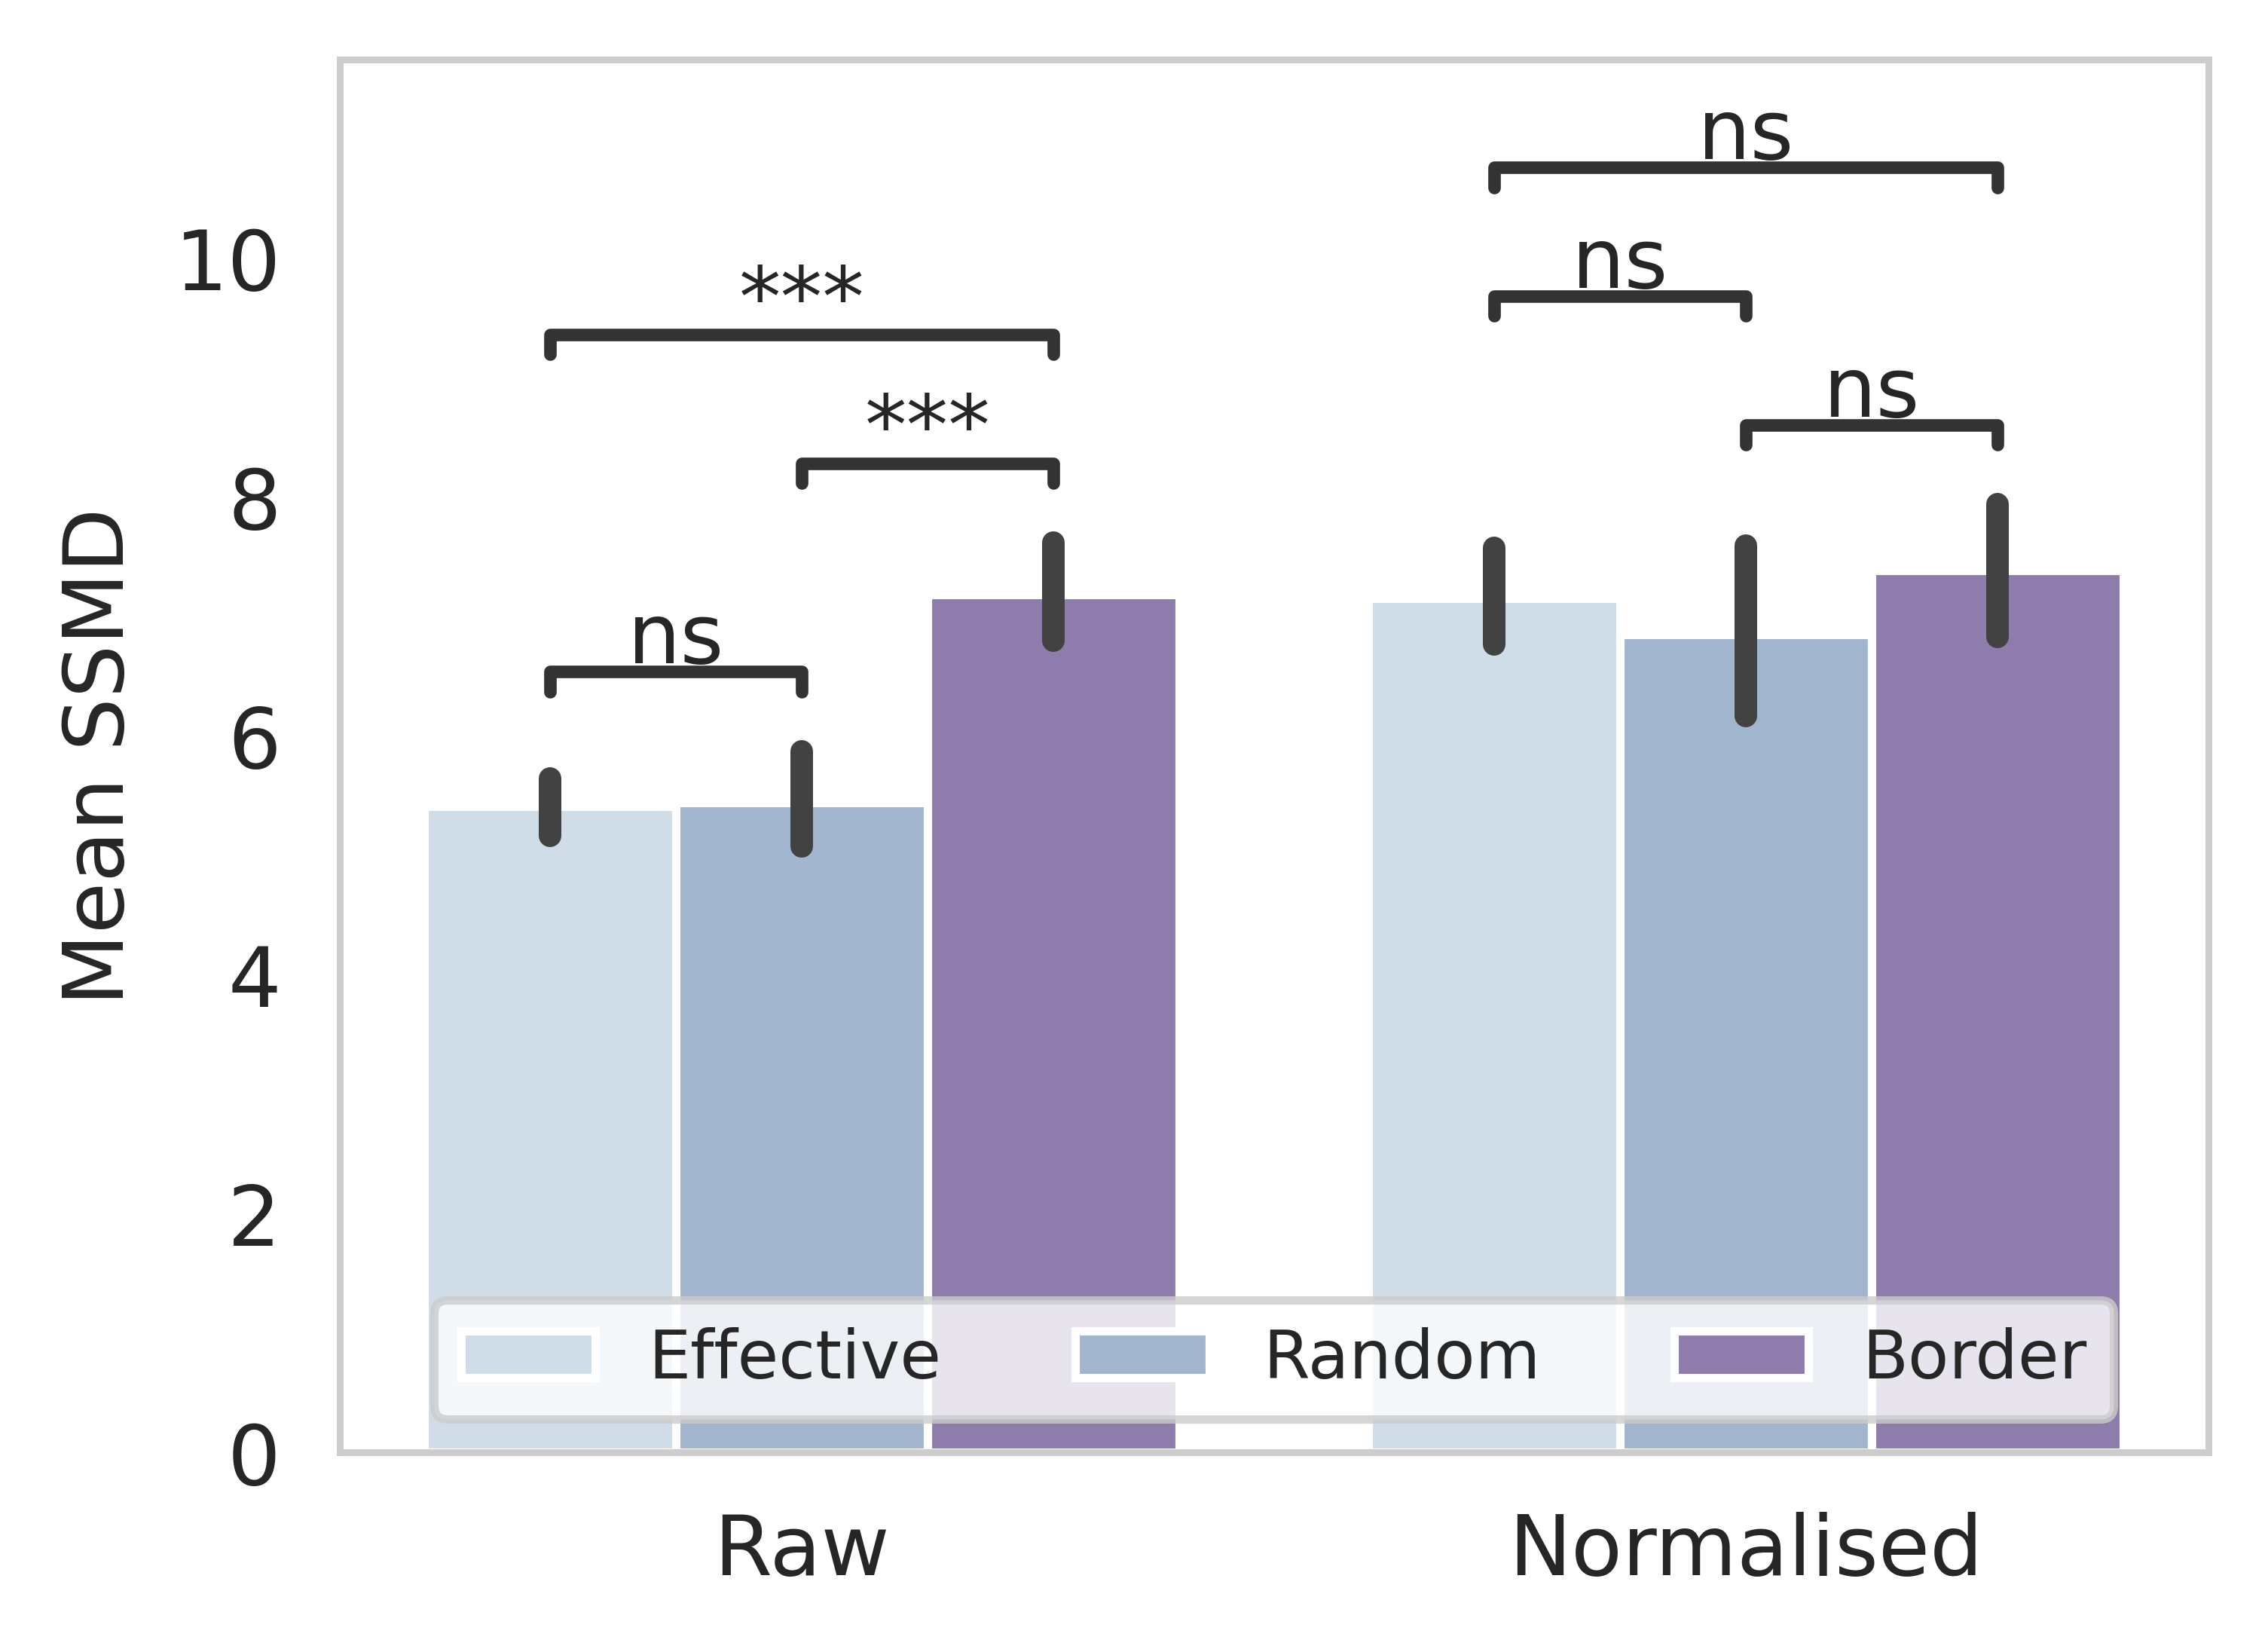 ns
ns
10
***
ns
***
8
ns
6
Mean SSMD
4
2
Effective Random Border
0
Raw Normalised